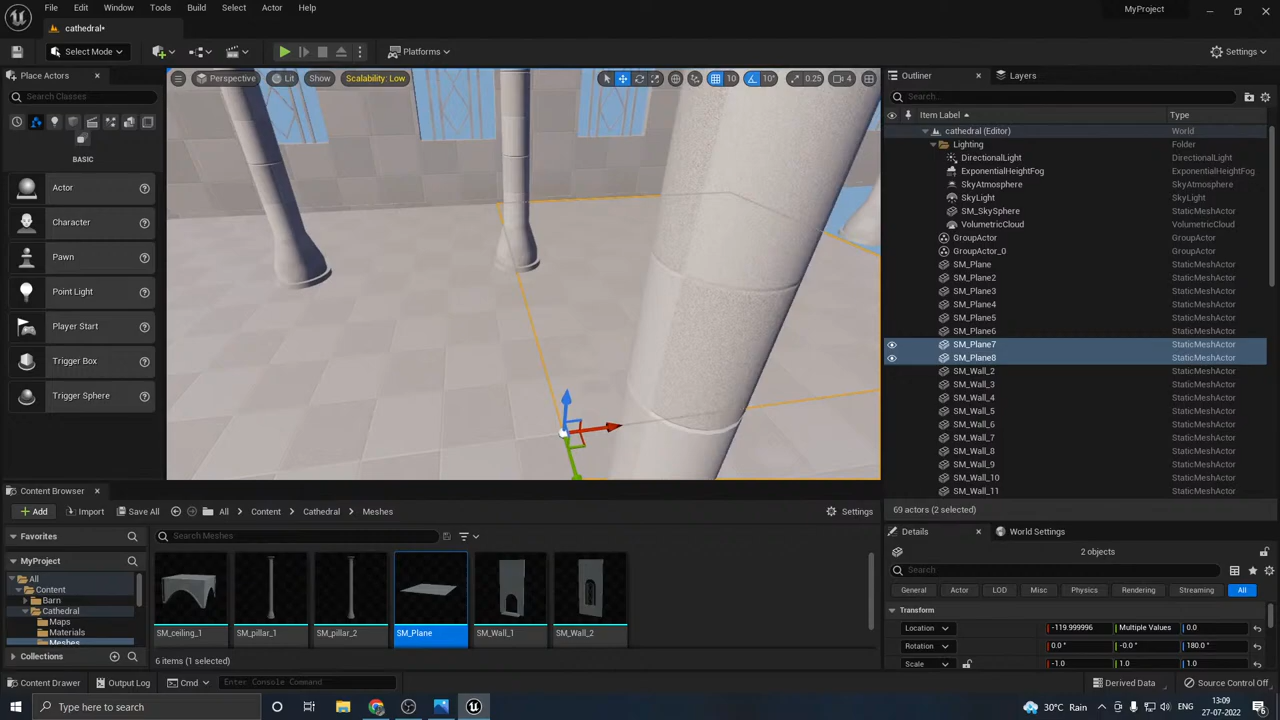 File Edit Window Tools Build Select Actor Help MyProject
cathedral•
Select Mode Platforms Settings
Place Actors
Perspective Lit Show Scalability: Low 10 10° 0.25 4
Outliner Layers
Search Classes
Search...
Item Label Type
BASIC
Actor
Character
Pawn
Point Light
Player Start
Trigger Box
Trigger Sphere
cathedral (Editor) World
Lighting Folder
DirectionalLight DirectionalLight
ExponentialHeightFog ExponentialHeightFog
SkyAtmosphere SkyAtmosphere
SkyLight SkyLight
SM_SkySphere StaticMeshActor
VolumetricCloud VolumetricCloud
GroupActor GroupActor
GroupActor_0 GroupActor
SM_Plane StaticMeshActor
SM_Plane2 StaticMeshActor
SM_Plane3 StaticMeshActor
SM_Plane4 StaticMeshActor
SM_Plane5 StaticMeshActor
SM_Plane6 StaticMeshActor
SM_Plane7 StaticMeshActor
SM_Plane8 StaticMeshActor
SM_Wall_2 StaticMeshActor
SM_Wall_3 StaticMeshActor
SM_Wall_4 StaticMeshActor
SM_Wall_5 StaticMeshActor
SM_Wall_6 StaticMeshActor
SM_Wall_7 StaticMeshActor
SM_Wall_8 StaticMeshActor
SM_Wall_9 StaticMeshActor
SM_Wall_10 StaticMeshActor
SM_Wall_11 StaticMeshActor
69 actors (2 selected)
Content Browser
Add Import Save All All Content Cathedral Meshes Settings
Favorites
Search Meshes
MyProject
All
Content
Barn
Cathedral
Maps
Materials
Meshes
Collections
SM_ceiling_1 SM_pillar_1 SM_pillar_2 SM_Plane SM_Wall_1 SM_Wall_2
6 items (1 selected)
Details World Settings
2 objects
Search
General Actor LOD Misc Physics Rendering Streaming All
Transform
Location -119.999996 Multiple Values 0.0
Rotation 0.0 ° -0.0 ° 180.0 °
Scale -1.0 1.0 1.0
Content Drawer Output Log Cmd Enter Console Command Derived Data Source Control Off
Type here to search 30°C Rain ENG 13:09
27-07-2022 6